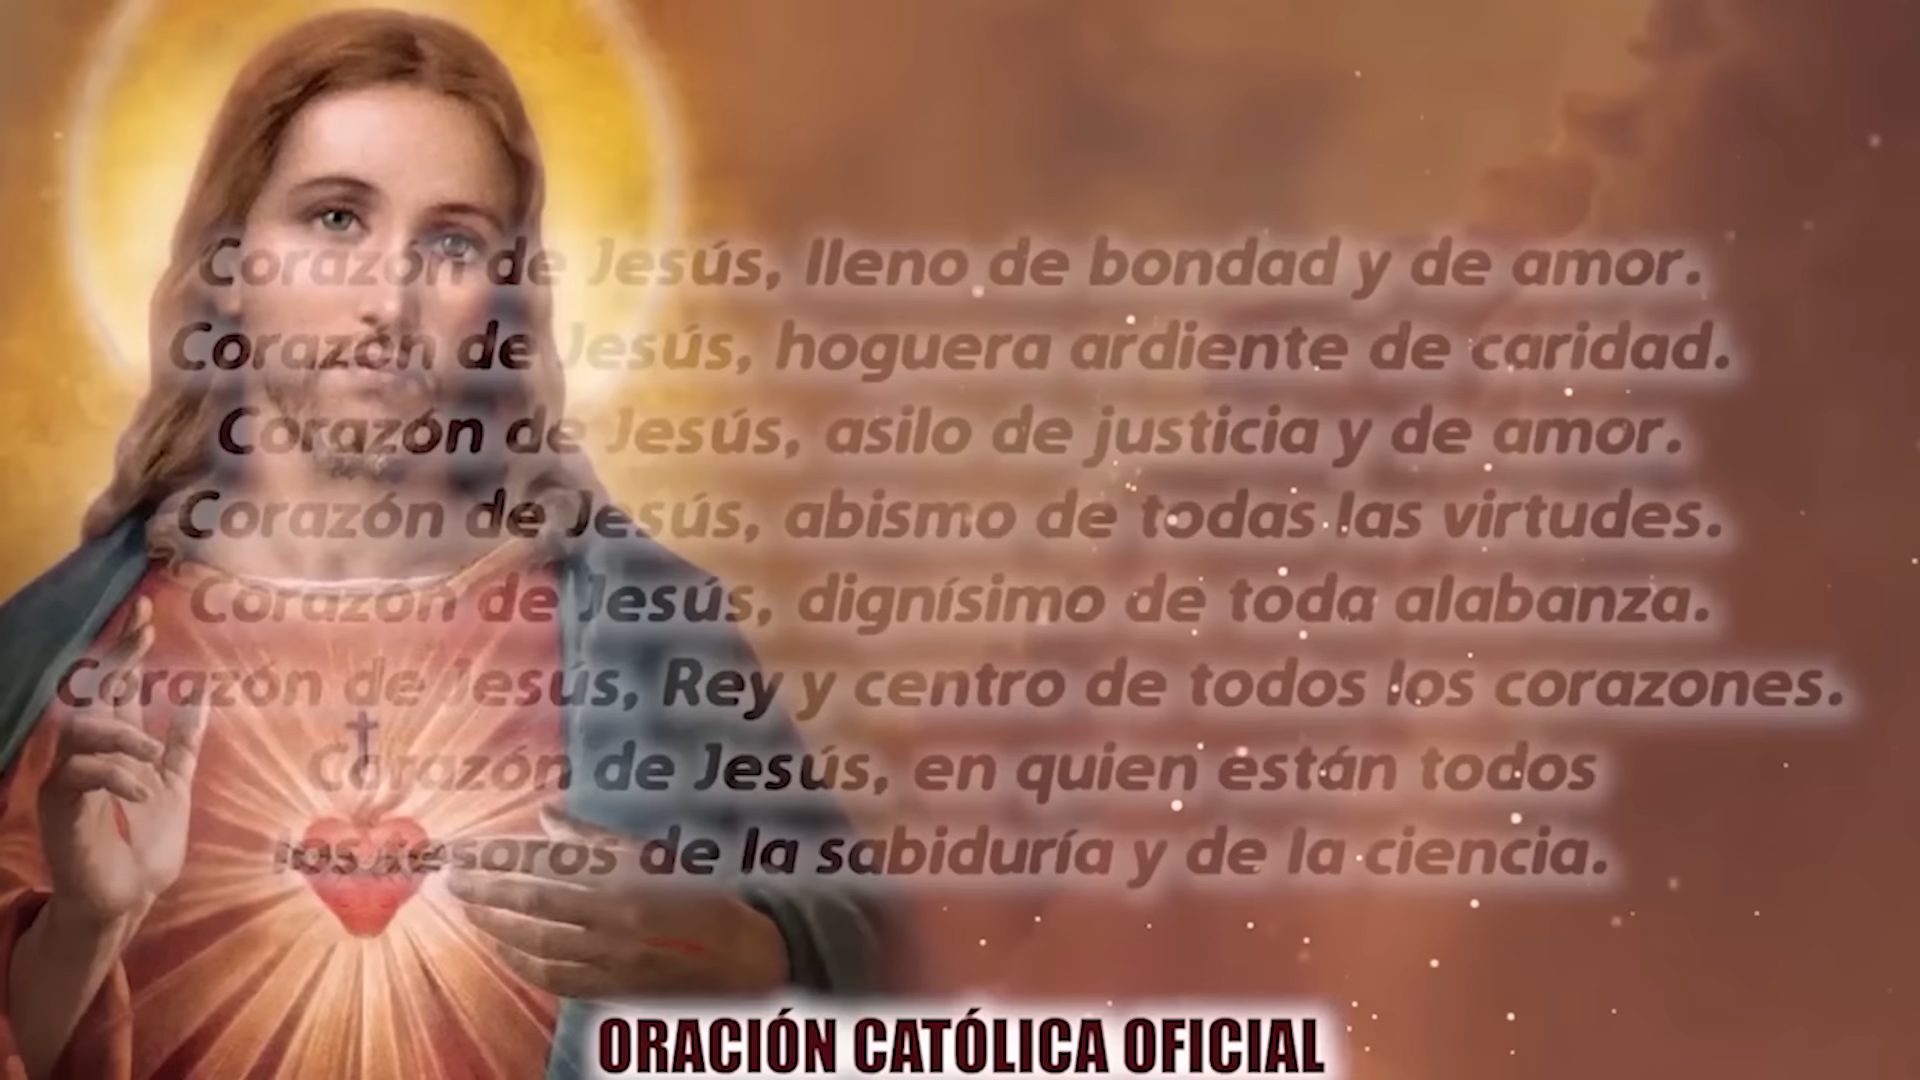 Corazón de Jesús, lleno de bondad y de amor.
Corazón de Jesús, hoguera ardiente de caridad.
Corazón de Jesús, asilo de justicia y de amor.
Corazón de Jesús, abismo de todas las virtudes.
Corazón de Jesús, dignísimo de toda alabanza.
Corazón de Jesús, Rey y centro de todos los corazones.
Corazón de Jesús, en quien están todos
los tesoros de la sabiduría y de la ciencia.
ORACIÓN CATÓLICA OFICIAL